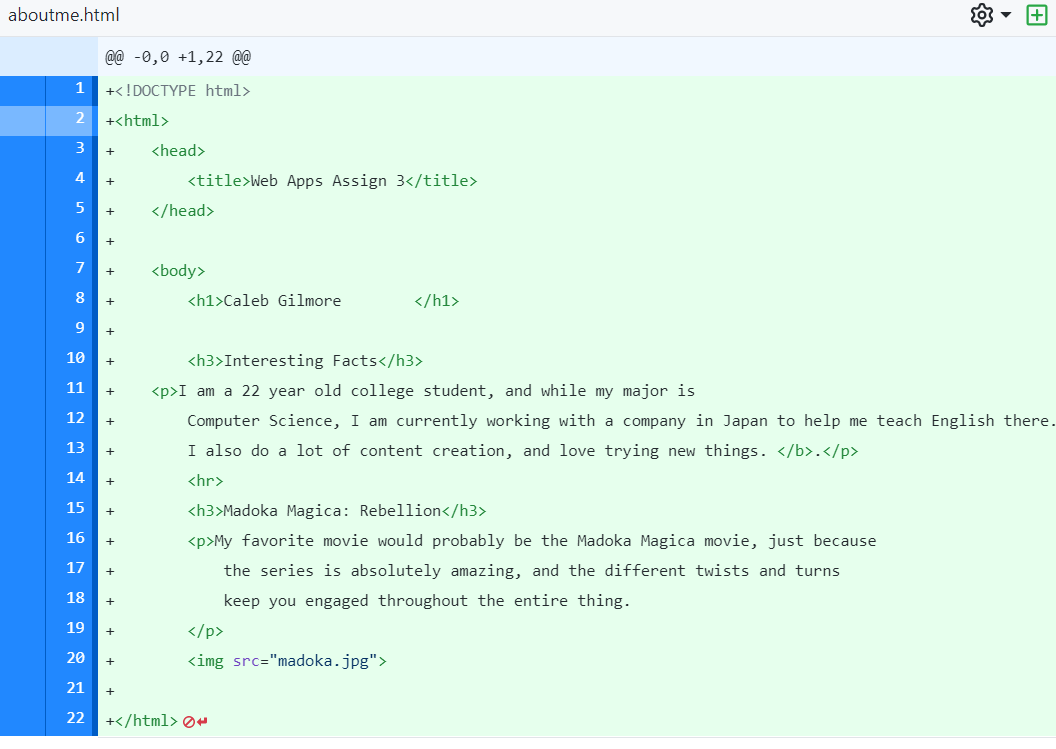 aboutme.html
@@ -0,0 +1,22 @@
1 +<!DOCTYPE html>
2 +<html>
3 +    <head>
4 +        <title>Web Apps Assign 3</title>
5 +    </head>
6 +
7 +    <body>
8 +        <h1>Caleb Gilmore        </h1>
9 +
10 +        <h3>Interesting Facts</h3>
11 +    <p>I am a 22 year old college student, and while my major is
12 +        Computer Science, I am currently working with a company in Japan to help me teach English there.
13 +        I also do a lot of content creation, and love trying new things. </b>.</p>
14 +        <hr>
15 +        <h3>Madoka Magica: Rebellion</h3>
16 +        <p>My favorite movie would probably be the Madoka Magica movie, just because
17 +            the series is absolutely amazing, and the different twists and turns
18 +            keep you engaged throughout the entire thing.
19 +        </p>
20 +        <img src="madoka.jpg">
21 +
22 +</html>